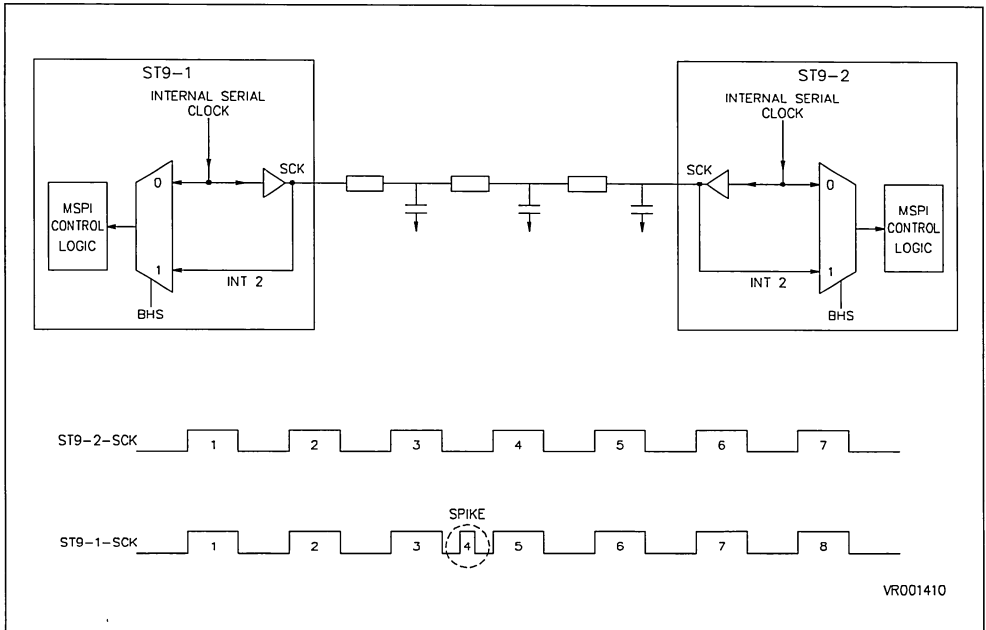 ST9-1
INTERNAL SERIAL
CLOCK
SCK
0
MSPI
CONTROL
LOGIC
1
INT 2
BHS
ST9-2
INTERNAL SERIAL
CLOCK
SCK
0
MSPI
CONTROL
LOGIC
1
INT 2
BHS
ST9-2-SCK 1 2 3 4 5 6 7
SPIKE
ST9-1-SCK 1 2 3 4 5 6 7 8
VR001410